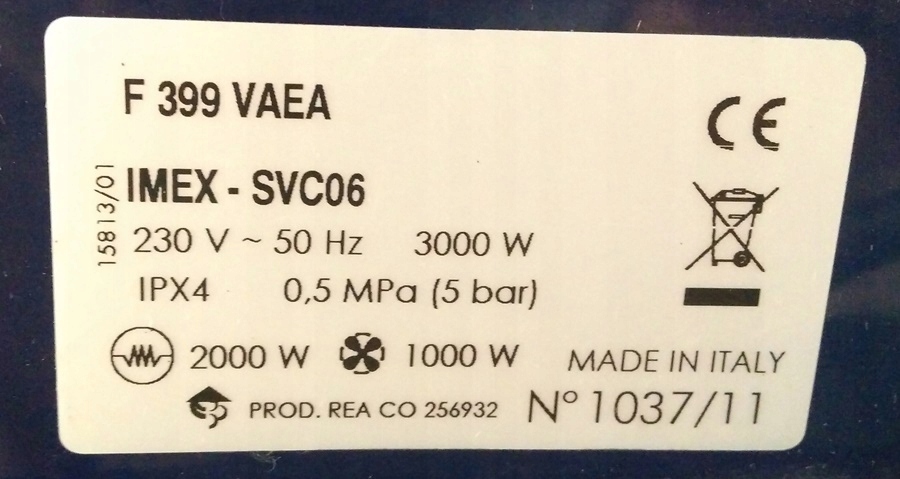 F 399 VAEA
15813/01
IMEX - SVC06
230 V ~ 50 Hz 3000 W
IPX4 0,5 MPa (5 bar)
2000 W 1000 W MADE IN ITALY
PROD. REA CO 256932 N° 1037/11
CE